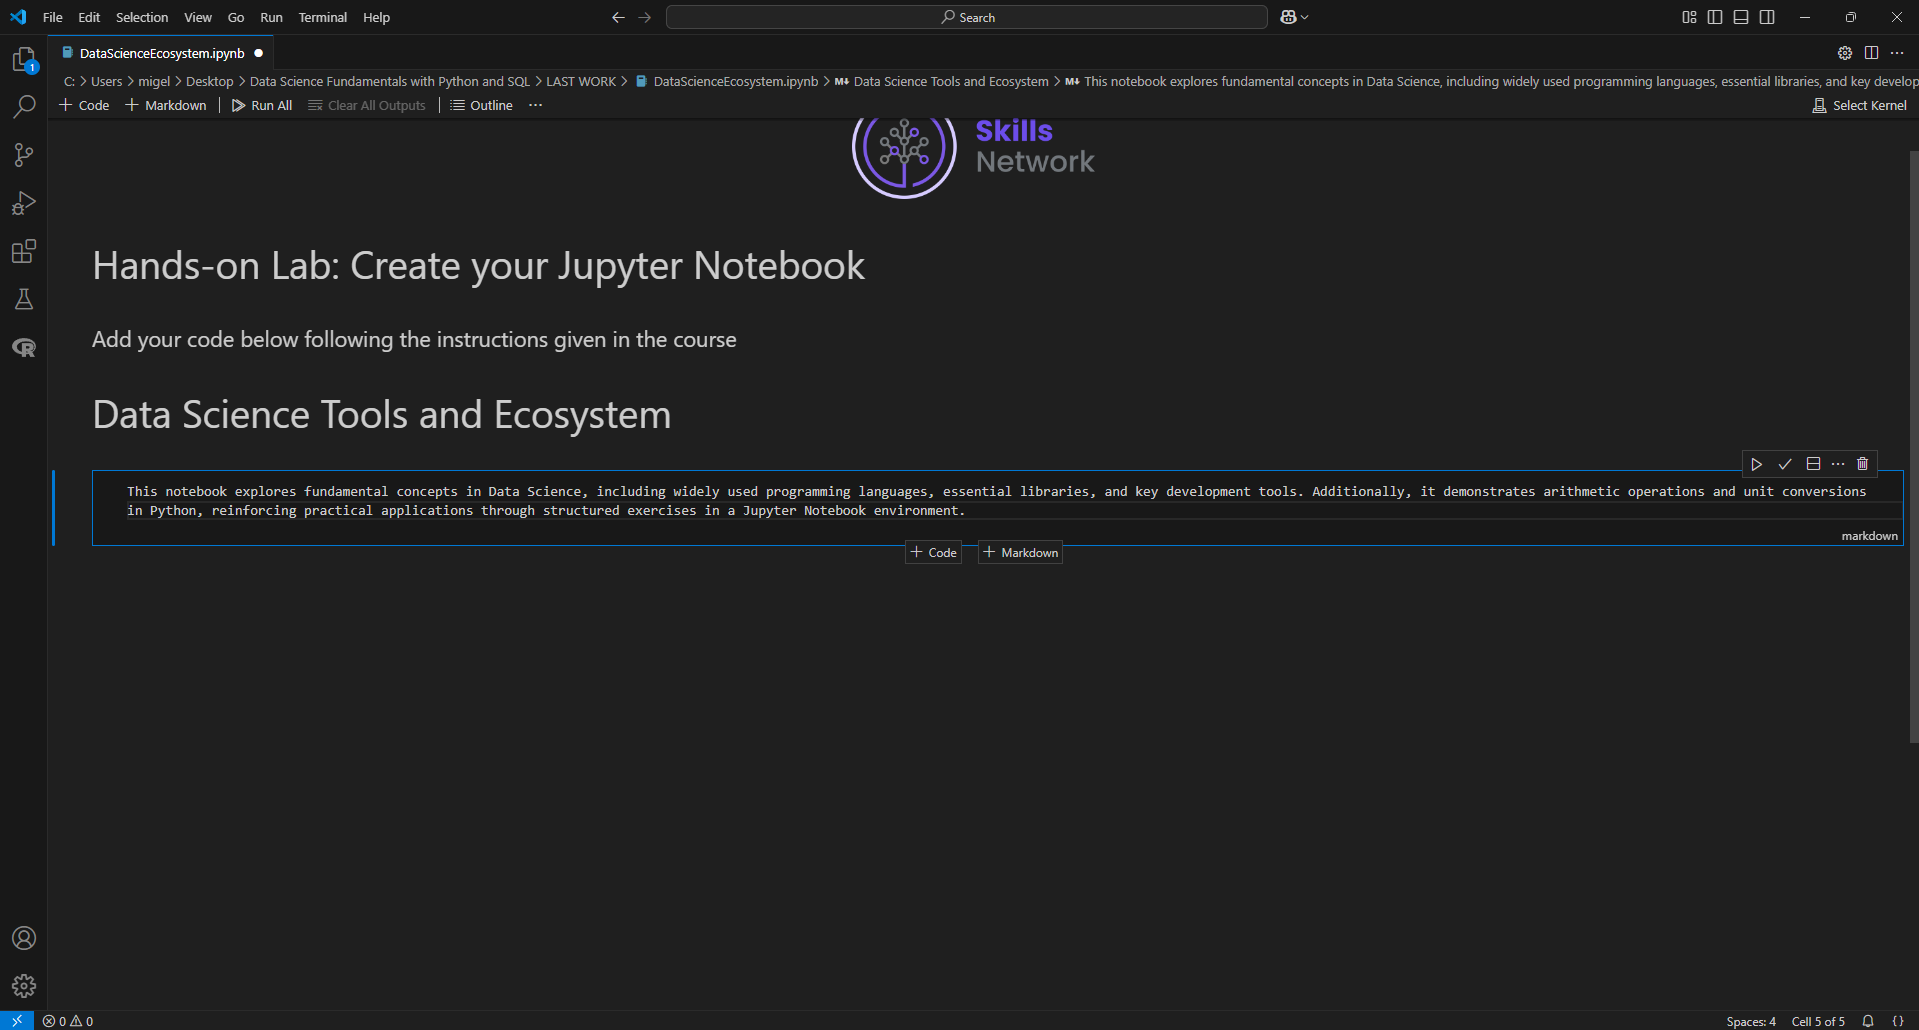 File Edit Selection View Go Run Terminal Help
Search
DataScienceEcosystem.ipynb
1
C: > Users > migel > Desktop > Data Science Fundamentals with Python and SQL > LAST WORK > DataScienceEcosystem.ipynb > M↓ Data Science Tools and Ecosystem > M↓ This notebook explores fundamental concepts in Data Science, including widely used programming languages, essential libraries, and key develop
+ Code + Markdown Run All Clear All Outputs Outline ... Select Kernel
Skills
Network
Hands-on Lab: Create your Jupyter Notebook
Add your code below following the instructions given in the course
Data Science Tools and Ecosystem
This notebook explores fundamental concepts in Data Science, including widely used programming languages, essential libraries, and key development tools. Additionally, it demonstrates arithmetic operations and unit conversions
in Python, reinforcing practical applications through structured exercises in a Jupyter Notebook environment.
markdown
+ Code + Markdown
0 0
Spaces: 4 Cell 5 of 5 {}